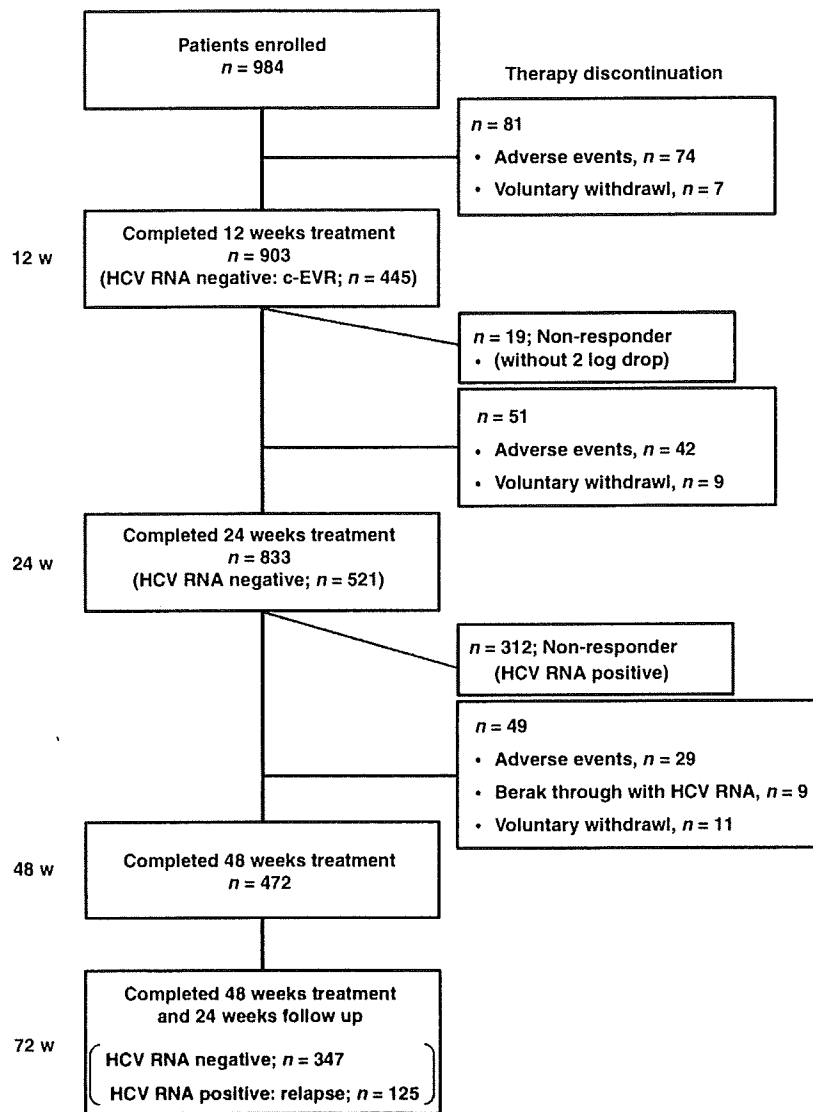 Patients enrolled
n = 984
Therapy discontinuation
n = 81
• Adverse events, n = 74
• Voluntary withdrawl, n = 7
12 w
Completed 12 weeks treatment
n = 903
(HCV RNA negative: c-EVR; n = 445)
n = 19; Non-responder
• (without 2 log drop)
n = 51
• Adverse events, n = 42
• Voluntary withdrawl, n = 9
24 w
Completed 24 weeks treatment
n = 833
(HCV RNA negative; n = 521)
n = 312; Non-responder
(HCV RNA positive)
n = 49
• Adverse events, n = 29
• Berak through with HCV RNA, n = 9
• Voluntary withdrawl, n = 11
48 w
Completed 48 weeks treatment
n = 472
72 w
Completed 48 weeks treatment
and 24 weeks follow up
HCV RNA negative; n = 347
HCV RNA positive: relapse; n = 125